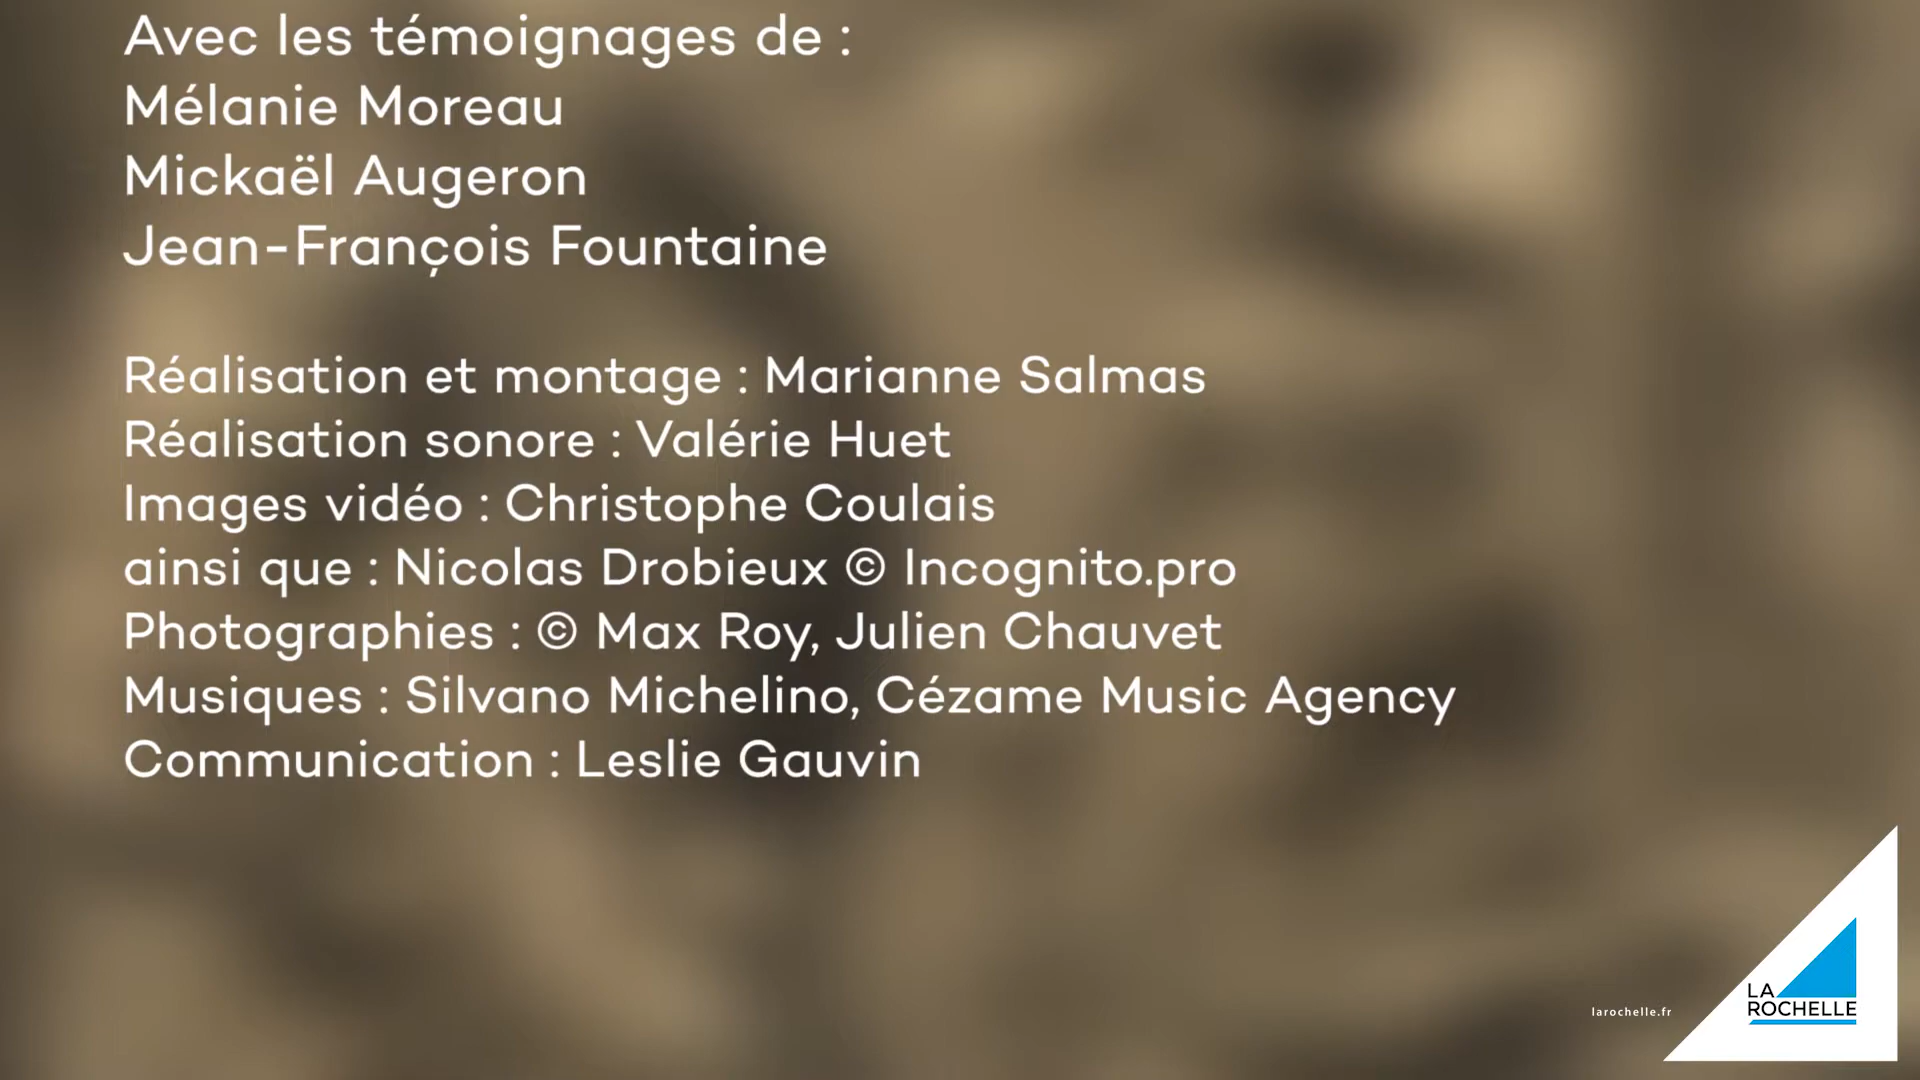 Avec les témoignages de :
Mélanie Moreau
Mickaël Augeron
Jean-François Fountaine
Réalisation et montage : Marianne Salmas
Réalisation sonore : Valérie Huet
Images vidéo : Christophe Coulais
ainsi que : Nicolas Drobieux © Incognito.pro
Photographies : © Max Roy, Julien Chauvet
Musiques : Silvano Michelino, Cézame Music Agency
Communication : Leslie Gauvin
larochelle.fr
LA
ROCHELLE